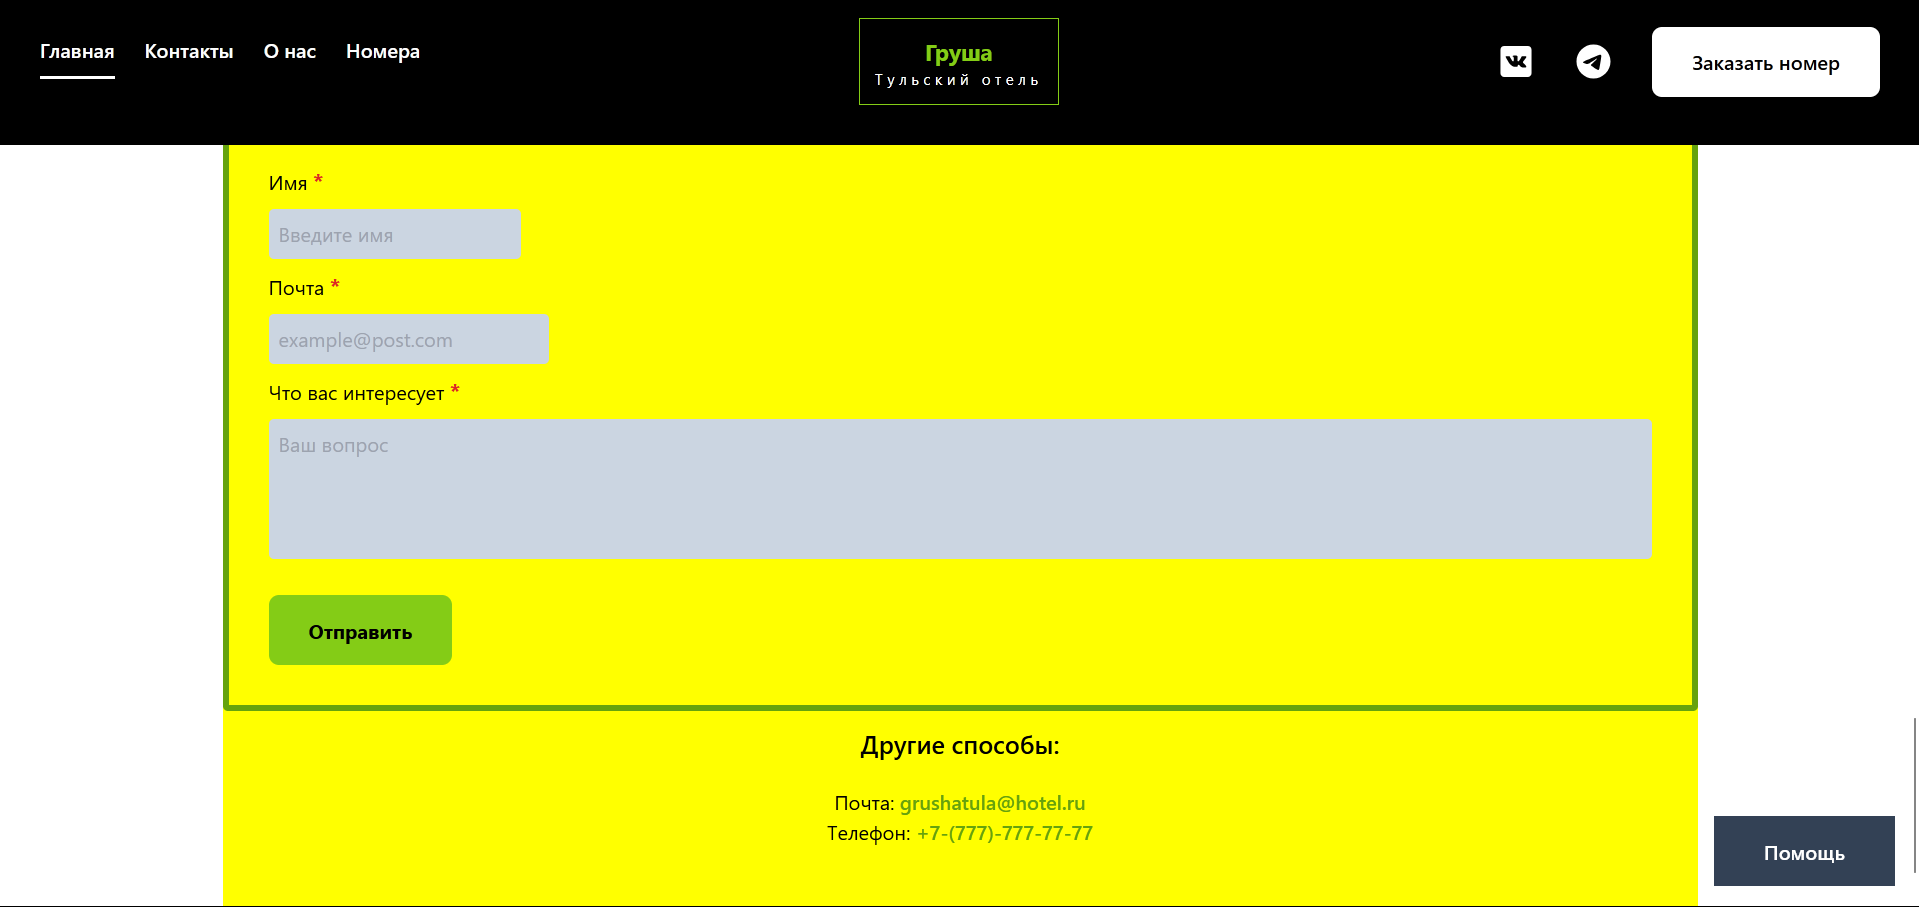 Главная Контакты О нас Номера
Груша
Тульский отель
Заказать номер
Имя *
Введите имя
Почта *
example@post.com
Что вас интересует *
Ваш вопрос
Отправить
Другие способы:
Почта: grushatula@hotel.ru
Телефон: +7-(777)-777-77-77
Помощь